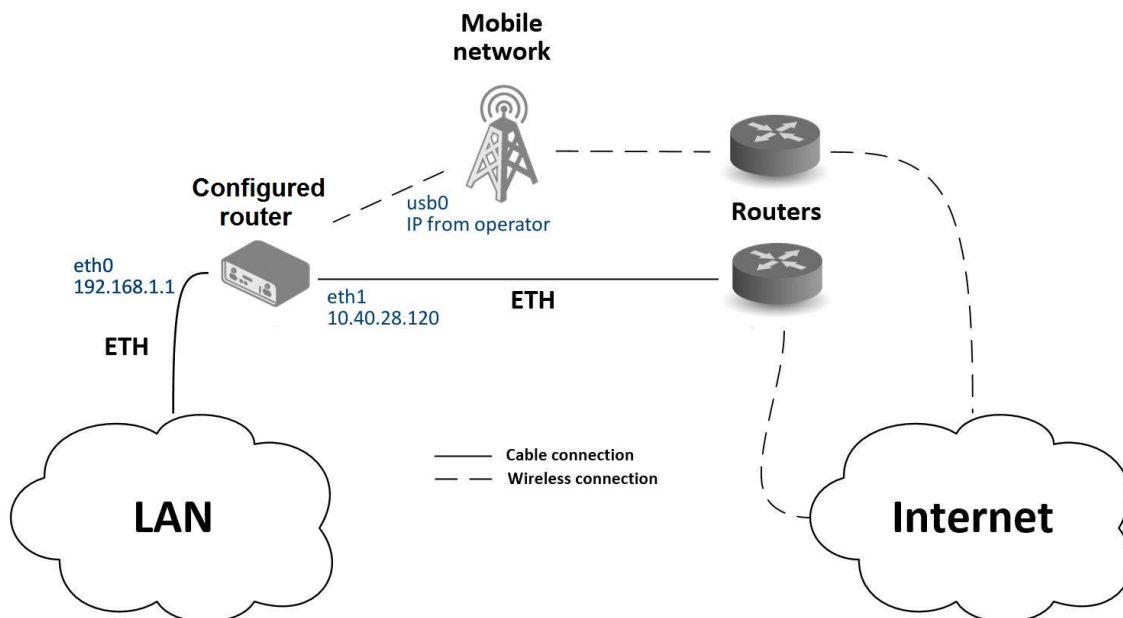 Mobile
network
Configured
router
usb0
IP from operator
Routers
eth0
192.168.1.1
eth1
10.40.28.120
ETH
ETH
Cable connection
Wireless connection
LAN
Internet